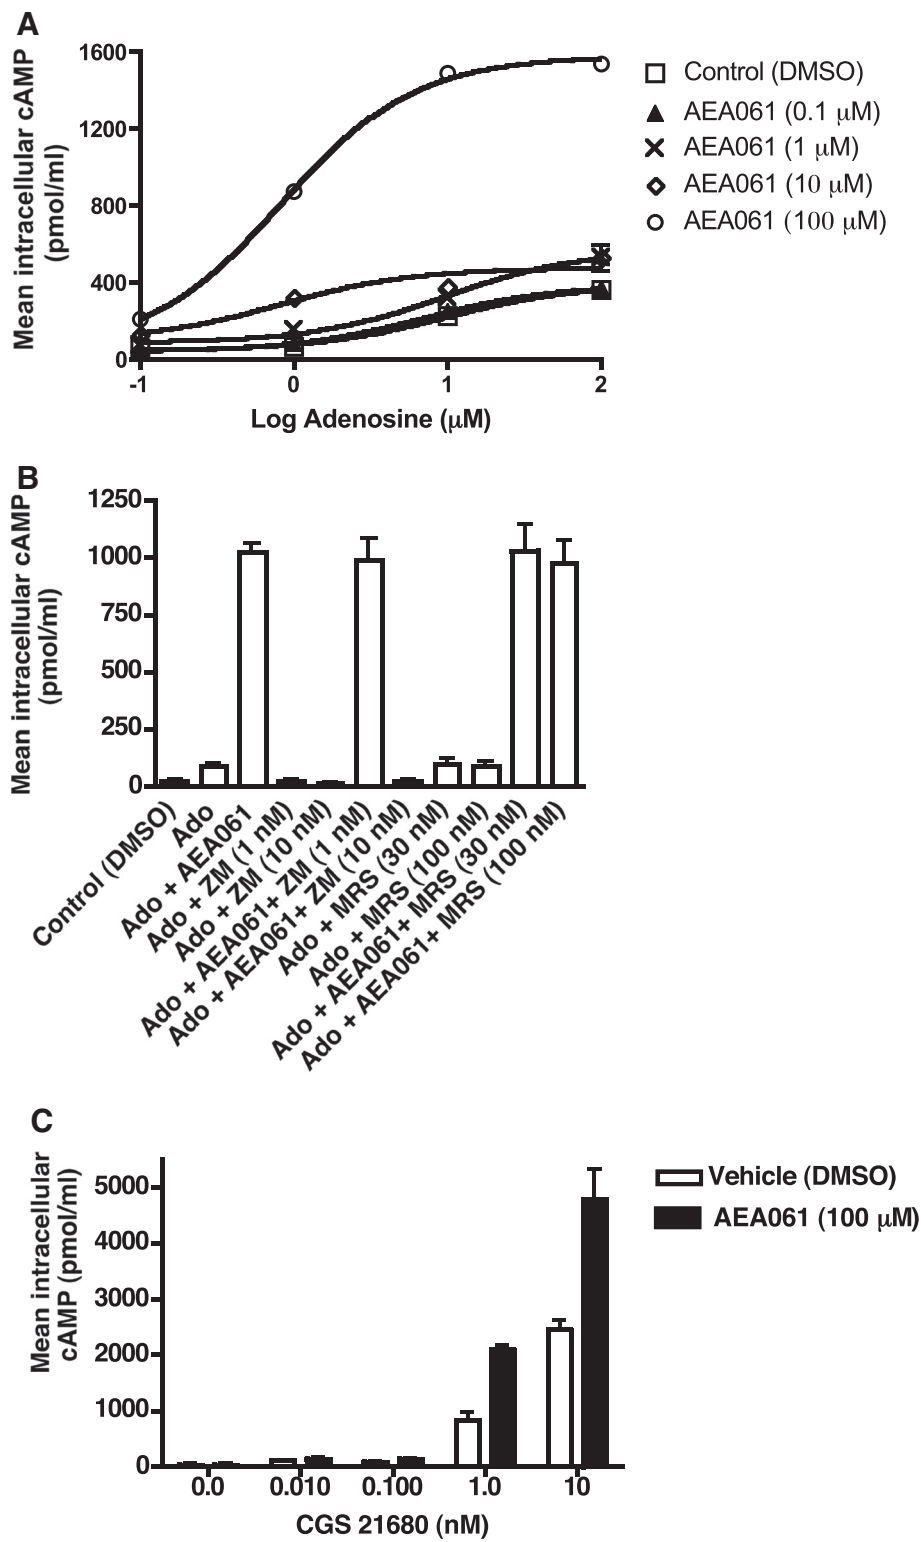 A
Mean intracellular cAMP
(pmol/ml)
1600
1200
800
400
0
-1
0
1
2
Log Adenosine (μM)
Control (DMSO)
AEA061 (0.1 μM)
AEA061 (1 μM)
AEA061 (10 μM)
AEA061 (100 μM)
B
Mean intracellular cAMP
(pmol/ml)
1250
1000
750
500
250
0
Control (DMSO)
Ado
Ado + AEA061
Ado + ZM (1 nM)
Ado + ZM (10 nM)
Ado + AEA061+ ZM (1 nM)
Ado + AEA061+ ZM (10 nM)
Ado + MRS (30 nM)
Ado + MRS (100 nM)
Ado + AEA061+ MRS (30 nM)
Ado + AEA061+ MRS (100 nM)
C
Mean intracellular
cAMP (pmol/ml)
5000
4000
3000
2000
1000
0
0.0
0.010
0.100
1.0
10
CGS 21680 (nM)
Vehicle (DMSO)
AEA061 (100 μM)